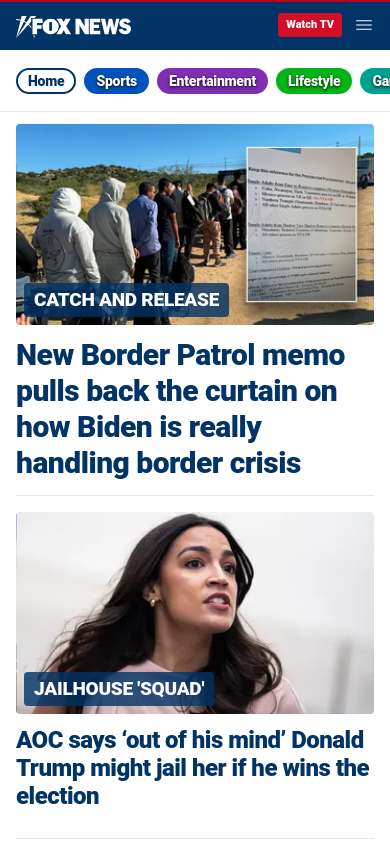 FOX NEWS
Watch TV
Home Sports Entertainment Lifestyle
CATCH AND RELEASE
New Border Patrol memo
pulls back the curtain on
how Biden is really
handling border crisis
JAILHOUSE 'SQUAD'
AOC says ‘out of his mind’ Donald
Trump might jail her if he wins the
election